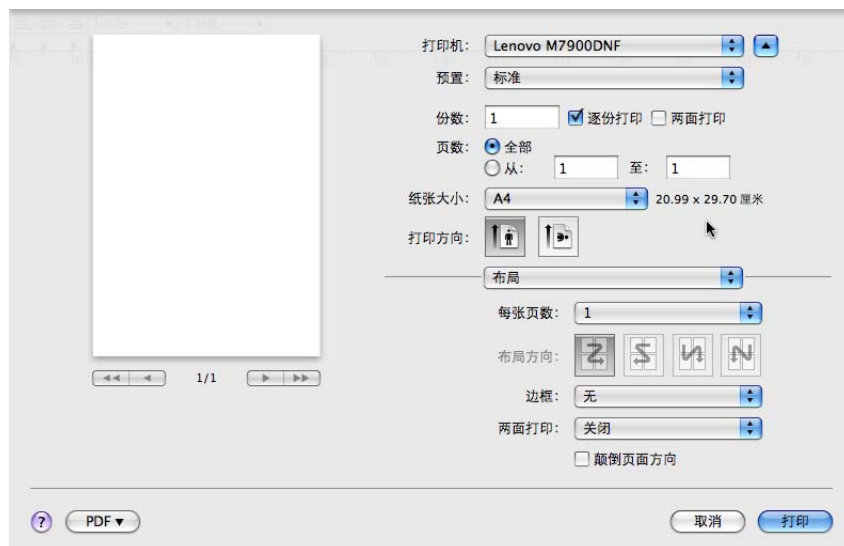 打印机: Lenovo M7900DNF
预置: 标准
份数: 1 逐份打印 两面打印
页数: 全部
从: 1 至: 1
纸张大小: A4 20.99 x 29.70 厘米
打印方向:
布局
每张页数: 1
布局方向:
1/1
边框: 无
两面打印: 关闭
颠倒页面方向
? PDF▼ 取消 打印